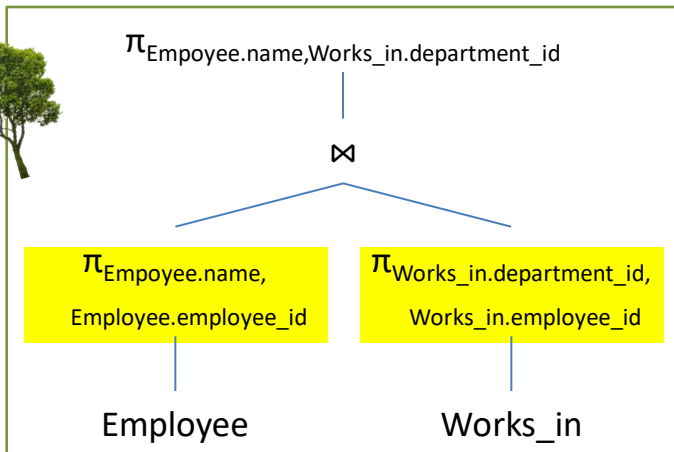 πEmpoyee.name,Works_in.department_id
⋈
πEmpoyee.name,
Employee.employee_id
πWorks_in.department_id,
Works_in.employee_id
Employee
Works_in